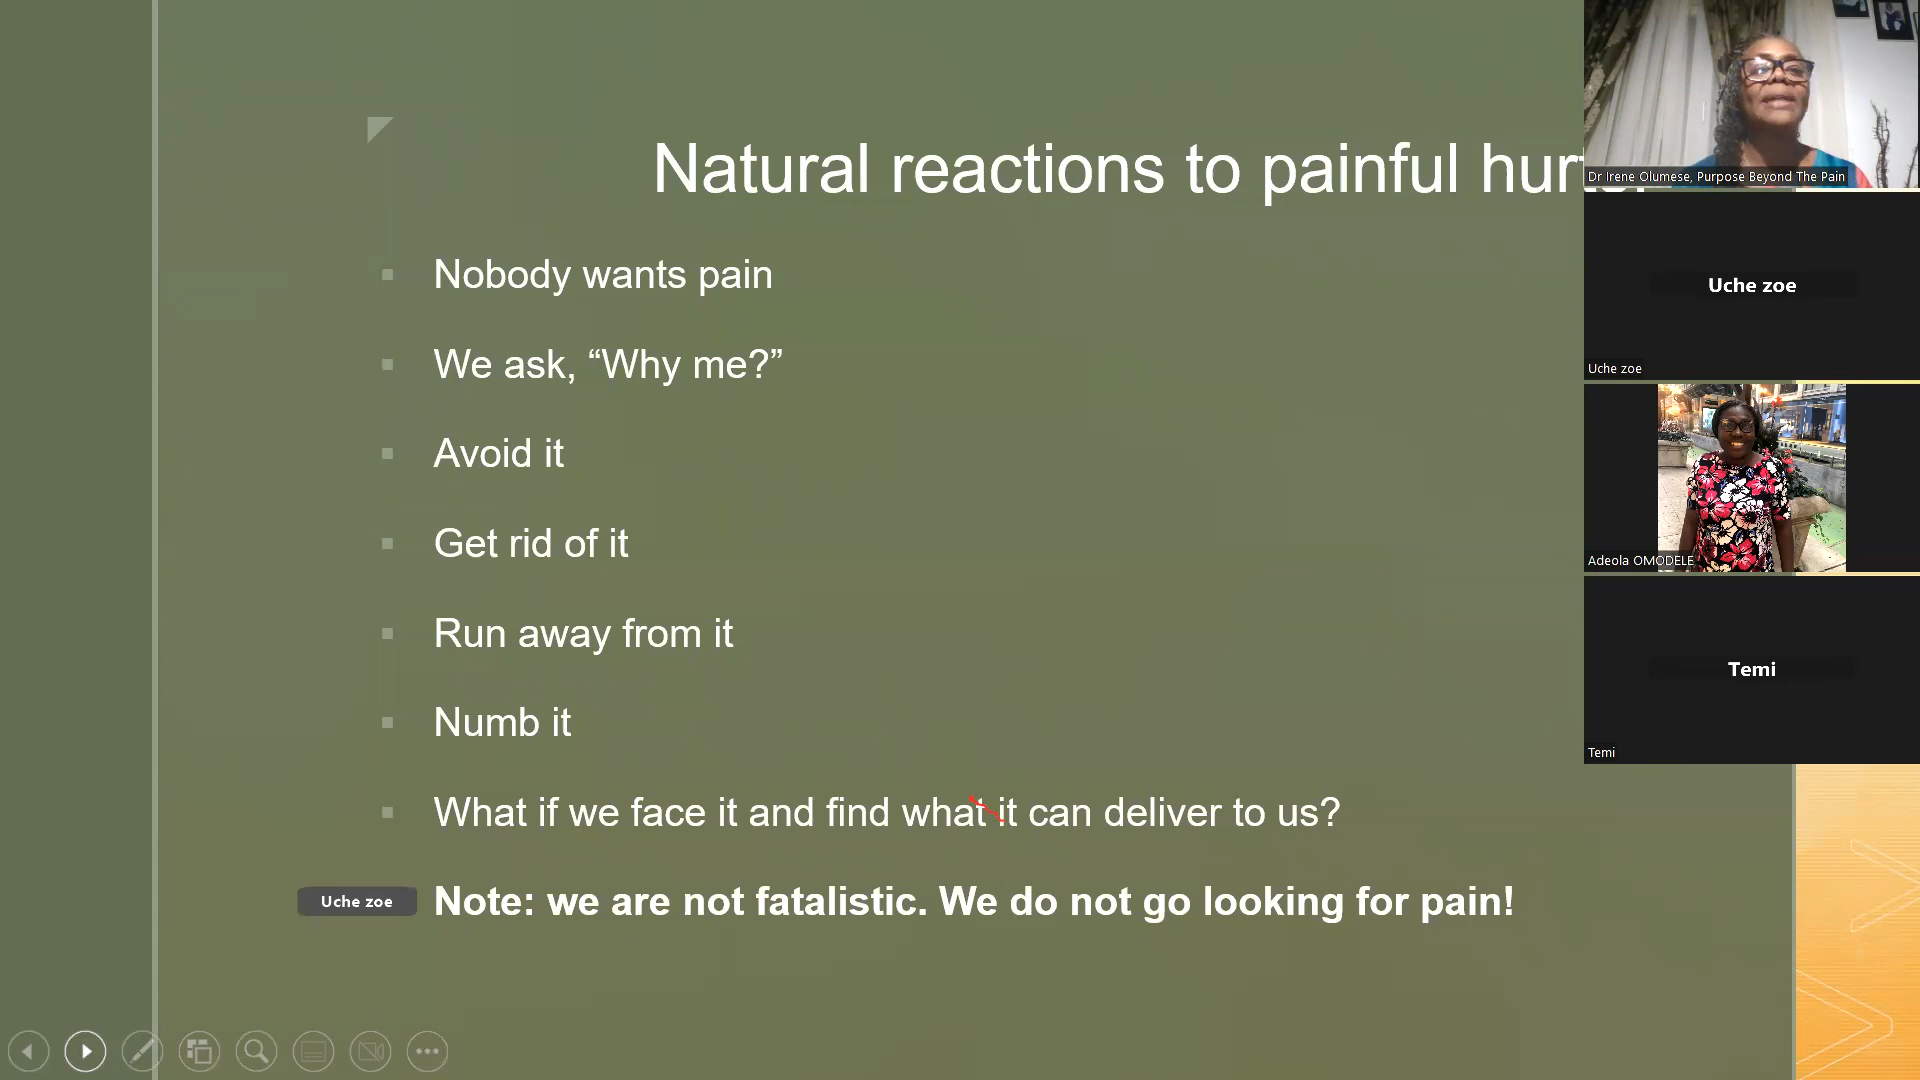 Natural reactions to painful
Nobody wants pain
We ask, “Why me?”
Avoid it
Get rid of it
Run away from it
Numb it
What if we face it and find what it can deliver to us?
Note: we are not fatalistic. We do not go looking for pain!
Uche zoe
Dr Irene Olumese, Purpose Beyond The Pain
Uche zoe
Uche zoe
Adeola OMODELE
Temi
Temi